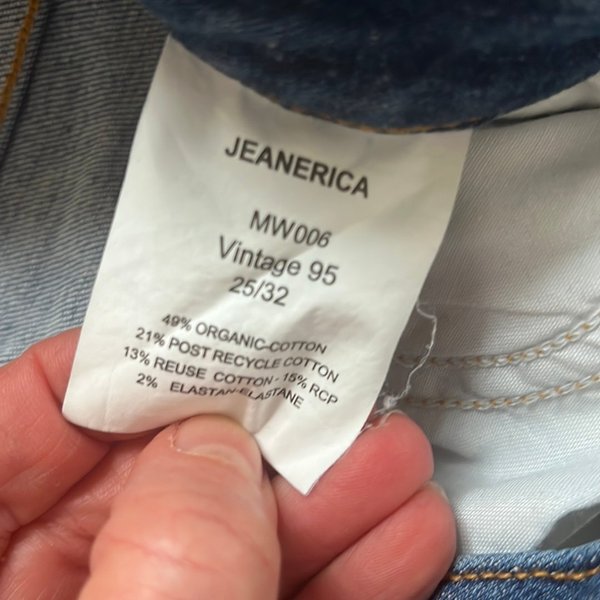 JEANERICA
MW006
Vintage 95
25/32
49% ORGANIC-COTTON
21% POST RECYCLE COTTON
13% REUSE COTTON - 15% RCP
2% ELASTAN-ELASTANE